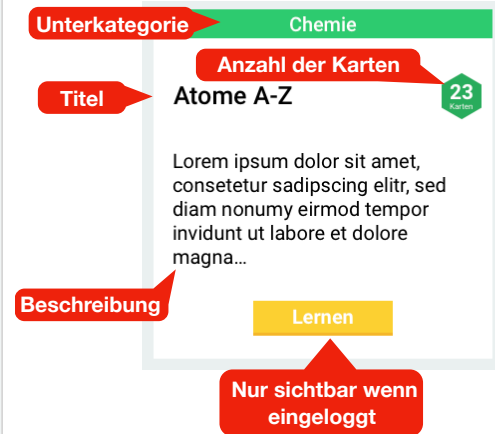 Unterkategorie
Chemie
Anzahl der Karten
Titel
Atome A-Z
23
Karten
Lorem ipsum dolor sit amet,
consetetur sadipscing elitr, sed
diam nonumy eirmod tempor
invidunt ut labore et dolore
magna...
Beschreibung
Lernen
Nur sichtbar wenn
eingeloggt